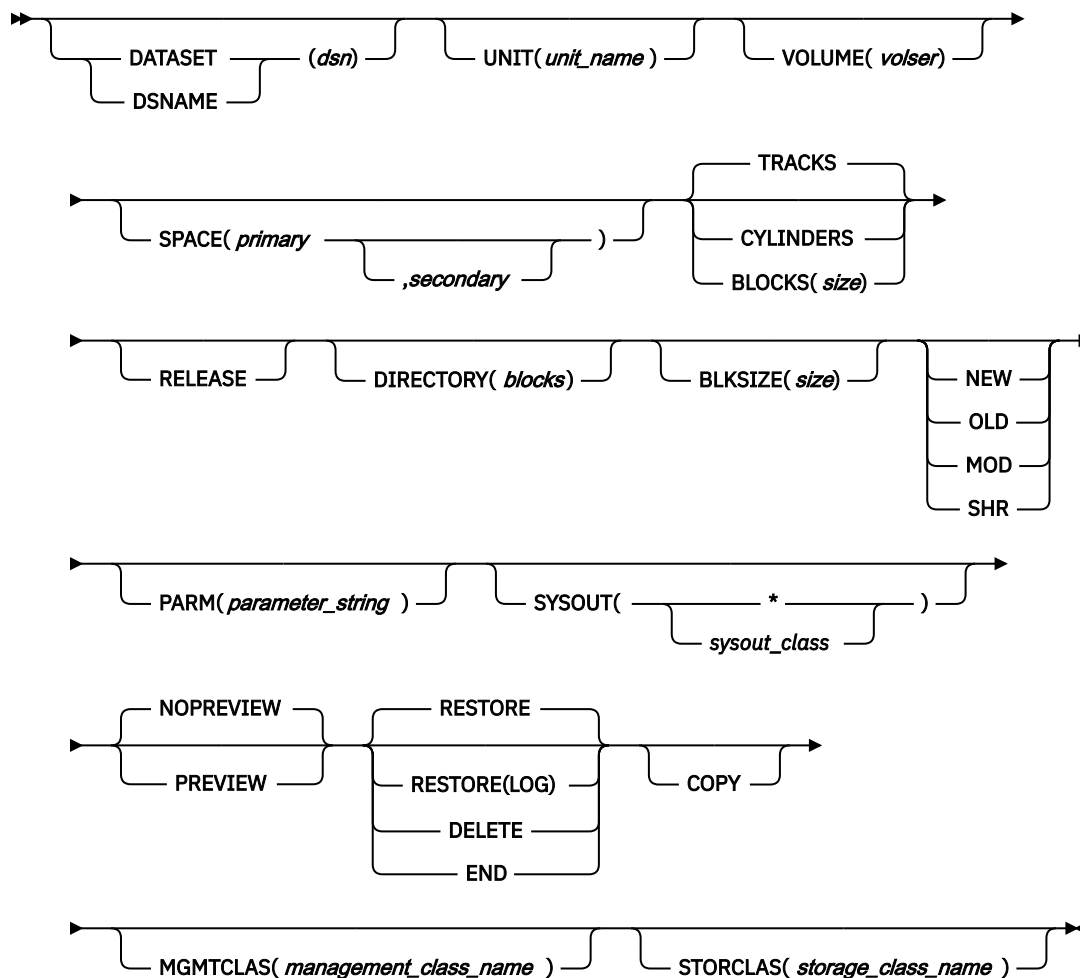 DATASET (dsn) UNIT( unit_name ) VOLUME( volser)
DSNAME
TRACKS
SPACE( primary ) CYLINDERS
,secondary BLOCKS( size)
RELEASE DIRECTORY( blocks) BLKSIZE( size) NEW
OLD
MOD
SHR
PARM( parameter_string ) SYSOUT( * )
sysout_class
NOPREVIEW RESTORE
PREVIEW RESTORE(LOG) COPY
DELETE
END
MGMTCLAS( management_class_name ) STORCLAS( storage_class_name )